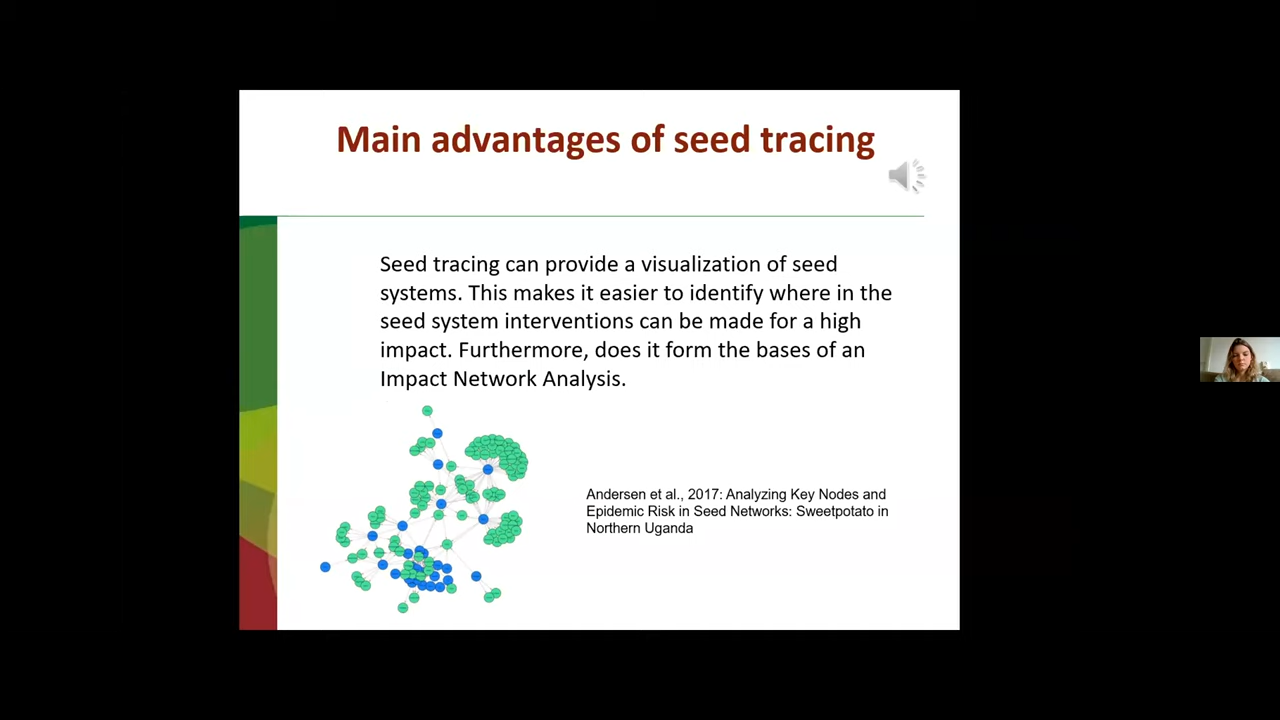 Main advantages of seed tracing
Seed tracing can provide a visualization of seed
systems. This makes it easier to identify where in the
seed system interventions can be made for a high
impact. Furthermore, does it form the bases of an
Impact Network Analysis.
Andersen et al., 2017: Analyzing Key Nodes and
Epidemic Risk in Seed Networks: Sweetpotato in
Northern Uganda